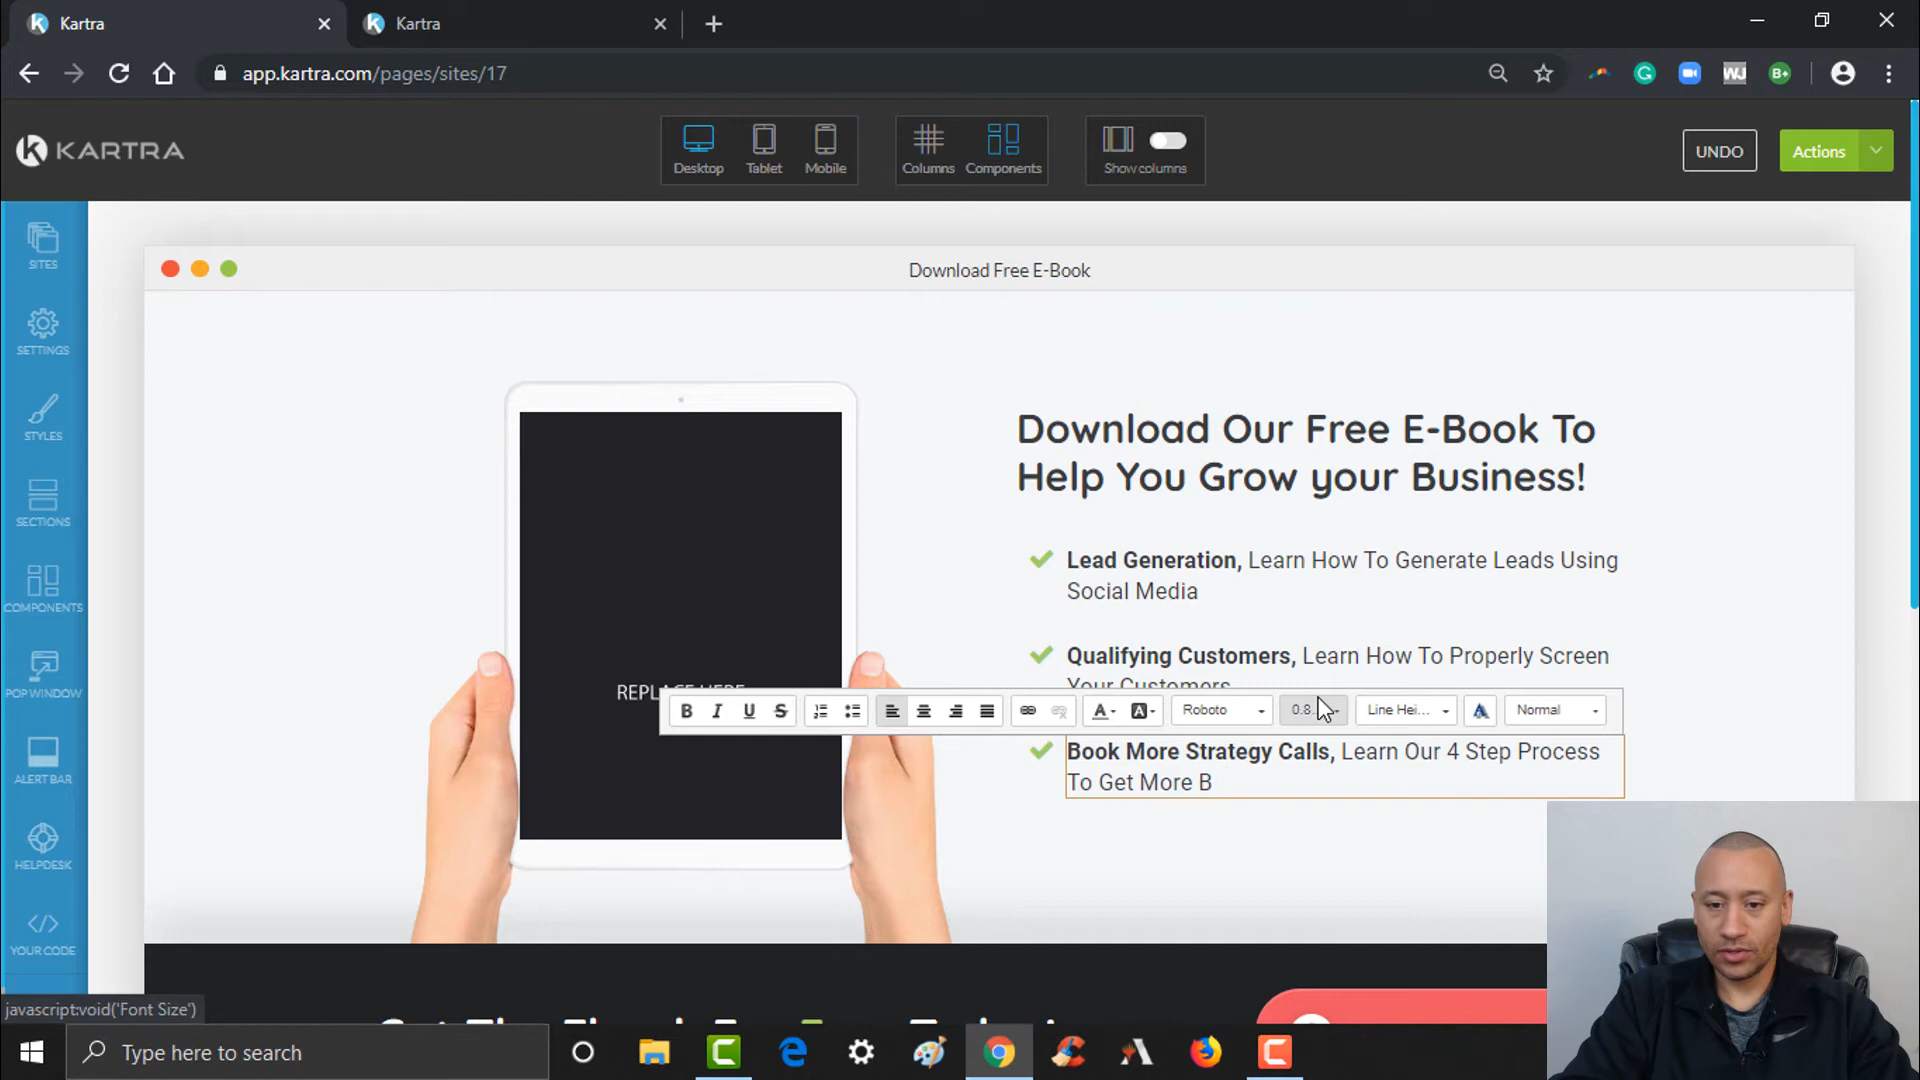 Kartra
Kartra
app.kartra.com/pages/sites/17
KARTRA
Desktop
Tablet
Mobile
Columns
Components
Show columns
UNDO
Actions
SITES
SETTINGS
STYLES
SECTIONS
COMPONENTS
POP WINDOW
ALERT BAR
HELPDESK
YOUR CODE
Download Free E-Book
Download Our Free E-Book To
Help You Grow your Business!
Lead Generation, Learn How To Generate Leads Using
Social Media
Qualifying Customers, Learn How To Properly Screen
Your Customers
REPLACE HERE
B I U S
Roboto
0.8...
Line Hei...
Normal
Book More Strategy Calls, Learn Our 4 Step Process
To Get More B
javascript:void('Font Size')
Type here to search